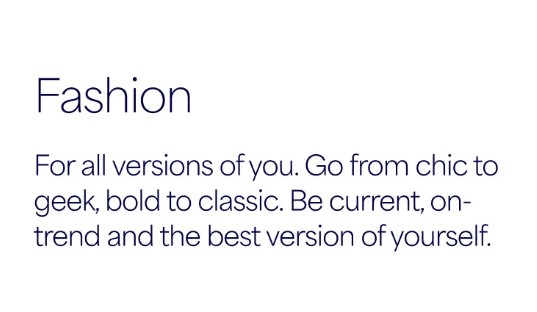 Fashion
For all versions of you. Go from chic to
geek, bold to classic. Be current, on-
trend and the best version of yourself.